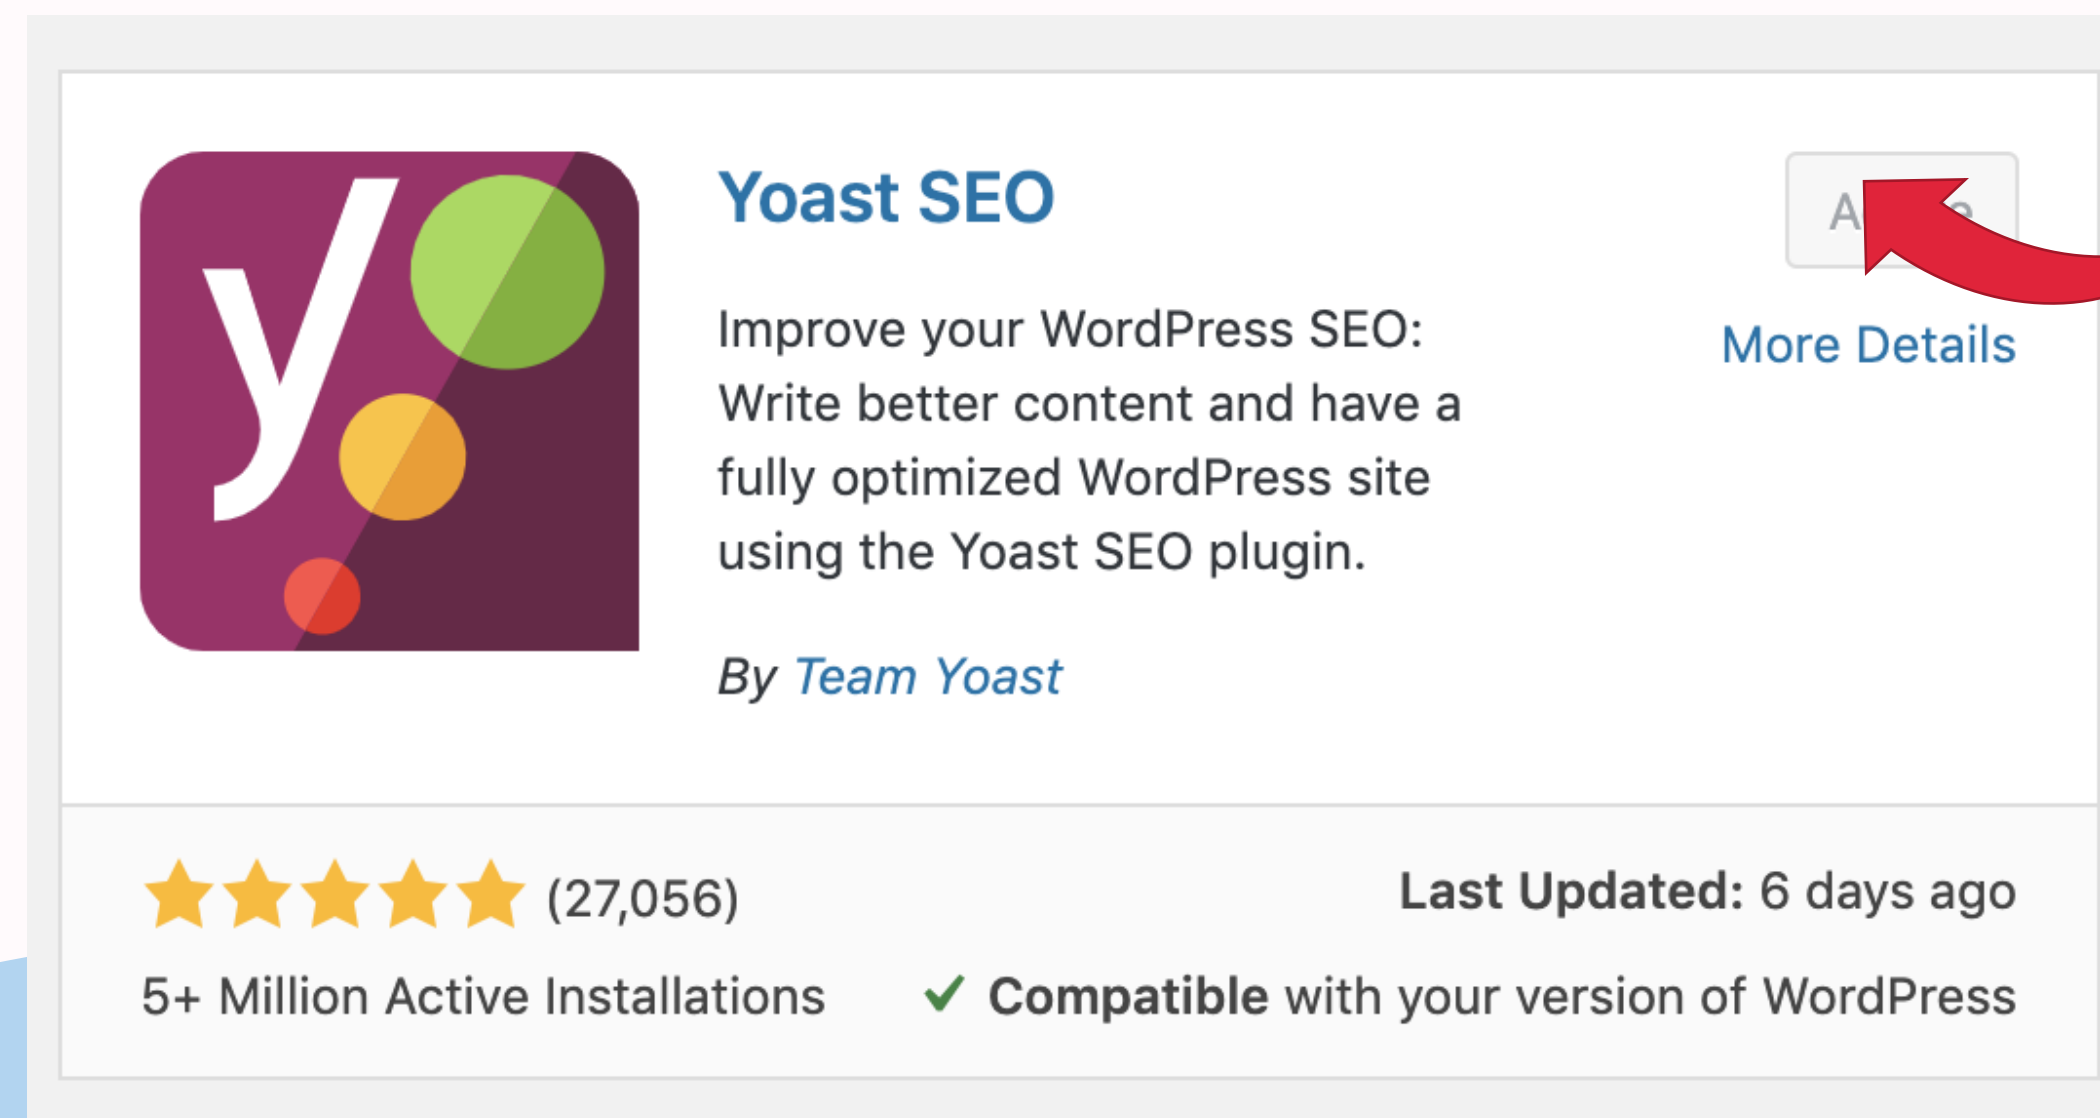 y
Yoast SEO
Improve your WordPress SEO:
Write better content and have a
fully optimized WordPress site
using the Yoast SEO plugin.
By Team Yoast
More Details
(27,056)
Last Updated: 6 days ago
5+ Million Active Installations
✓ Compatible with your version of WordPress